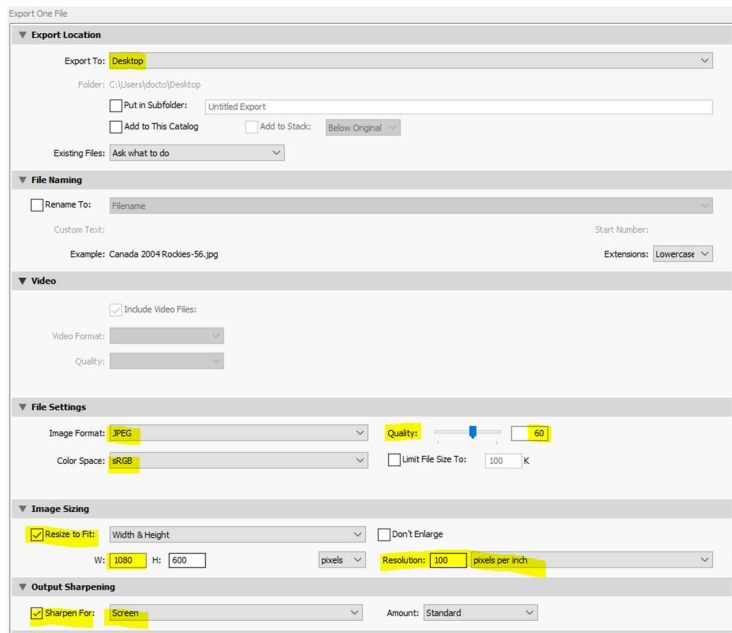 Export One File
Export Location
Export To: Desktop
Folder: C:\Users\docto\Desktop
Put in Subfolder: Untitled Export
Add to This Catalog Add to Stack: Below Original
Existing Files: Ask what to do
File Naming
Rename To: Filename
Custom Text: Start Number:
Example: Canada 2004 Rockies-56.jpg Extensions: Lowercase
Video
Include Video Files:
Video Format:
Quality:
File Settings
Image Format: JPEG Quality: 60
Color Space: sRGB Limit File Size To: 100 K
Image Sizing
Resize to Fit: Width & Height Don't Enlarge
W: 1080 H: 600 pixels Resolution: 100 pixels per inch
Output Sharpening
Sharpen For: Screen Amount: Standard